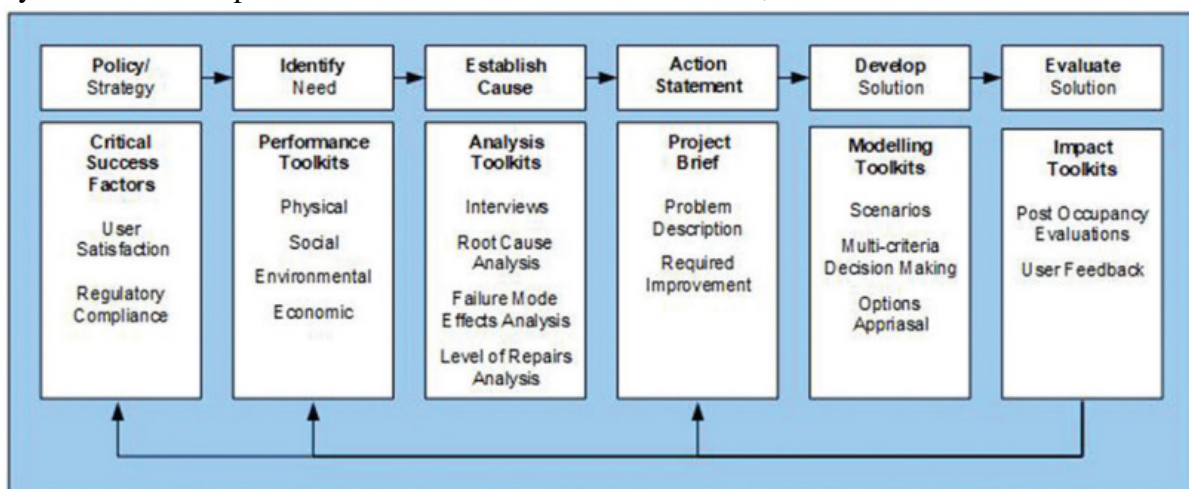 Policy/
Strategy
Identify
Need
Establish
Cause
Action
Statement
Develop
Solution
Evaluate
Solution
Critical
Success
Factors
User
Satisfaction
Regulatory
Compliance
Performance
Toolkits
Physical
Social
Environmental
Economic
Analysis
Toolkits
Interviews
Root Cause
Analysis
Failure Mode
Effects Analysis
Level of Repairs
Analysis
Project
Brief
Problem
Description
Required
Improvement
Modelling
Toolkits
Scenarios
Multi-criteria
Decision Making
Options
Appriasal
Impact
Toolkits
Post Occupancy
Evaluations
User Feedback